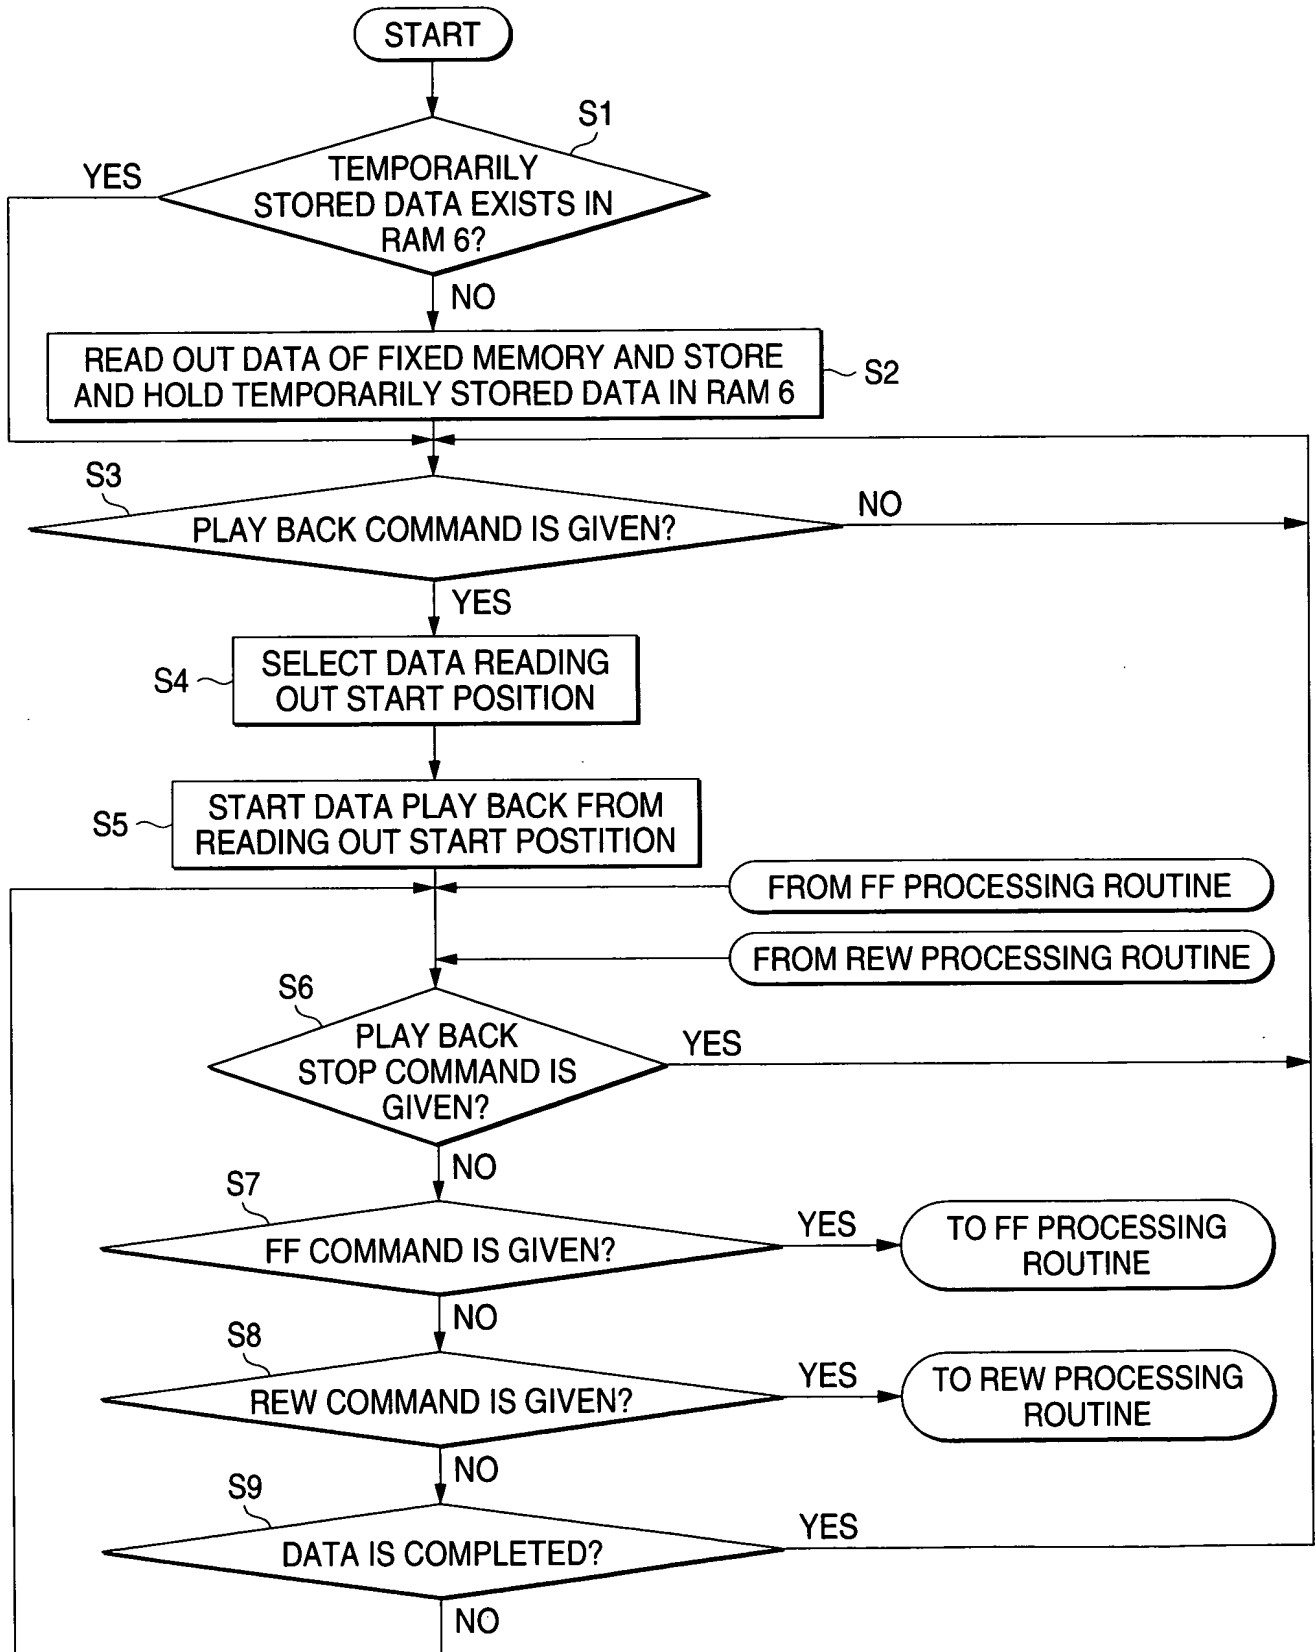 START
S1
YES
TEMPORARILY
STORED DATA EXISTS IN
RAM 6?
NO
READ OUT DATA OF FIXED MEMORY AND STORE
AND HOLD TEMPORARILY STORED DATA IN RAM 6
S2
S3
PLAY BACK COMMAND IS GIVEN?
NO
YES
S4
SELECT DATA READING
OUT START POSITION
S5
START DATA PLAY BACK FROM
READING OUT START POSTITION
FROM FF PROCESSING ROUTINE
FROM REW PROCESSING ROUTINE
S6
PLAY BACK
STOP COMMAND IS
GIVEN?
YES
NO
S7
FF COMMAND IS GIVEN?
YES
TO FF PROCESSING
ROUTINE
NO
S8
REW COMMAND IS GIVEN?
YES
TO REW PROCESSING
ROUTINE
NO
S9
DATA IS COMPLETED?
YES
NO